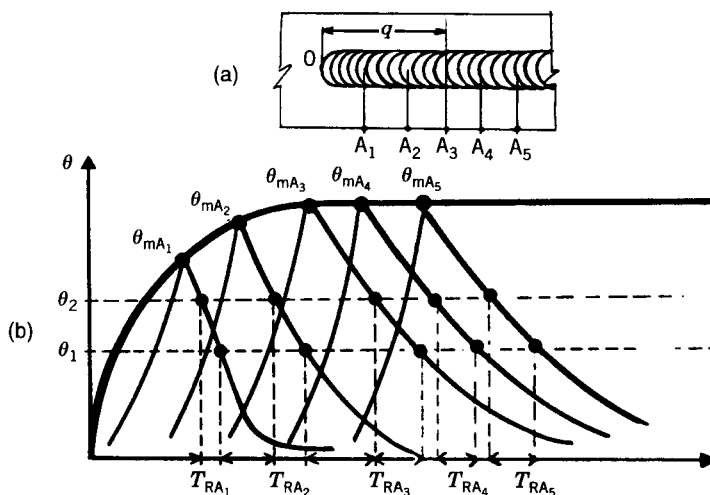 q
0
(a)
A₁ A₂ A₃ A₄ A₅
θ
θmA₁
θmA₂
θmA₃
θmA₄
θmA₅
θ₂
(b)
θ₁
TRA₁ TRA₂ TRA₃ TRA₄ TRA₅